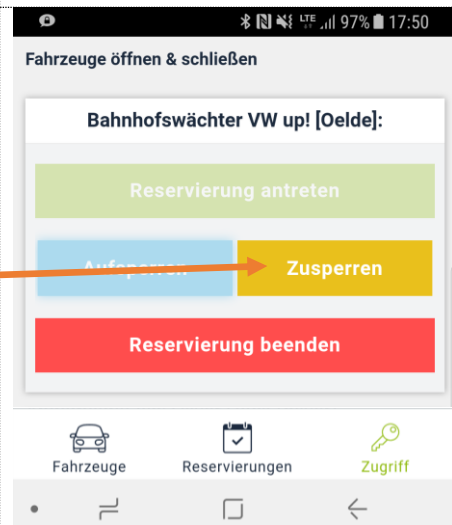 LTE 97% 17:50
Fahrzeuge öffnen & schließen
Bahnhofswächter VW up! [Oelde]:
Reservierung antreten
Aufsperren Zusperren
Reservierung beenden
Fahrzeuge Reservierungen Zugriff